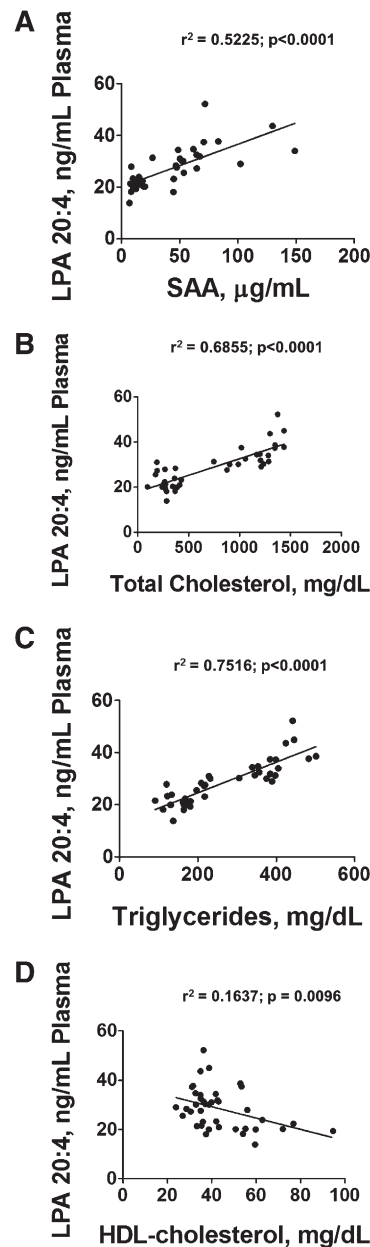 A
r² = 0.5225; p<0.0001
LPA 20:4, ng/mL Plasma
60
40
20
0
0 50 100 150 200
SAA, μg/mL
B
r² = 0.6855; p<0.0001
LPA 20:4, ng/mL Plasma
60
40
20
0
0 500 1000 1500 2000
Total Cholesterol, mg/dL
C
r² = 0.7516; p<0.0001
LPA 20:4, ng/mL Plasma
60
40
20
0
0 200 400 600
Triglycerides, mg/dL
D
r² = 0.1637; p = 0.0096
LPA 20:4, ng/mL Plasma
60
40
20
0
0 20 40 60 80 100
HDL-cholesterol, mg/dL